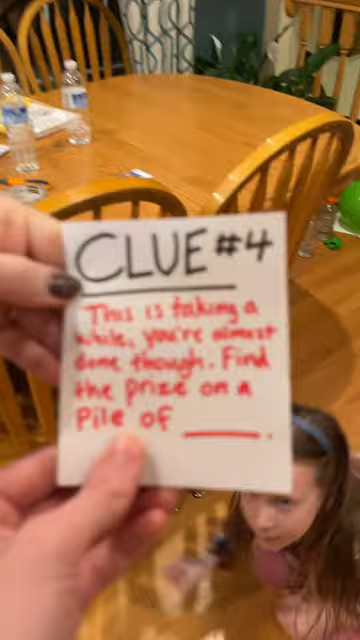 CLUE #4
This is taking a
while, you're almost
done though. Find
the prize on a
Pile of ______.